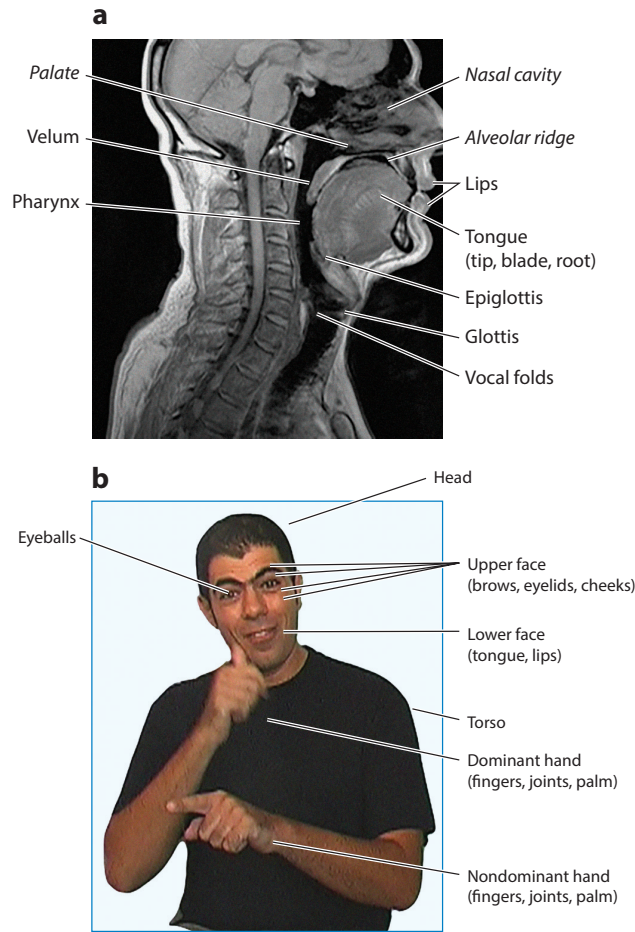 a
Palate
Velum
Pharynx
Nasal cavity
Alveolar ridge
Lips
Tongue
(tip, blade, root)
Epiglottis
Glottis
Vocal folds
b
Head
Eyeballs
Upper face
(brows, eyelids, cheeks)
Lower face
(tongue, lips)
Torso
Dominant hand
(fingers, joints, palm)
Nondominant hand
(fingers, joints, palm)